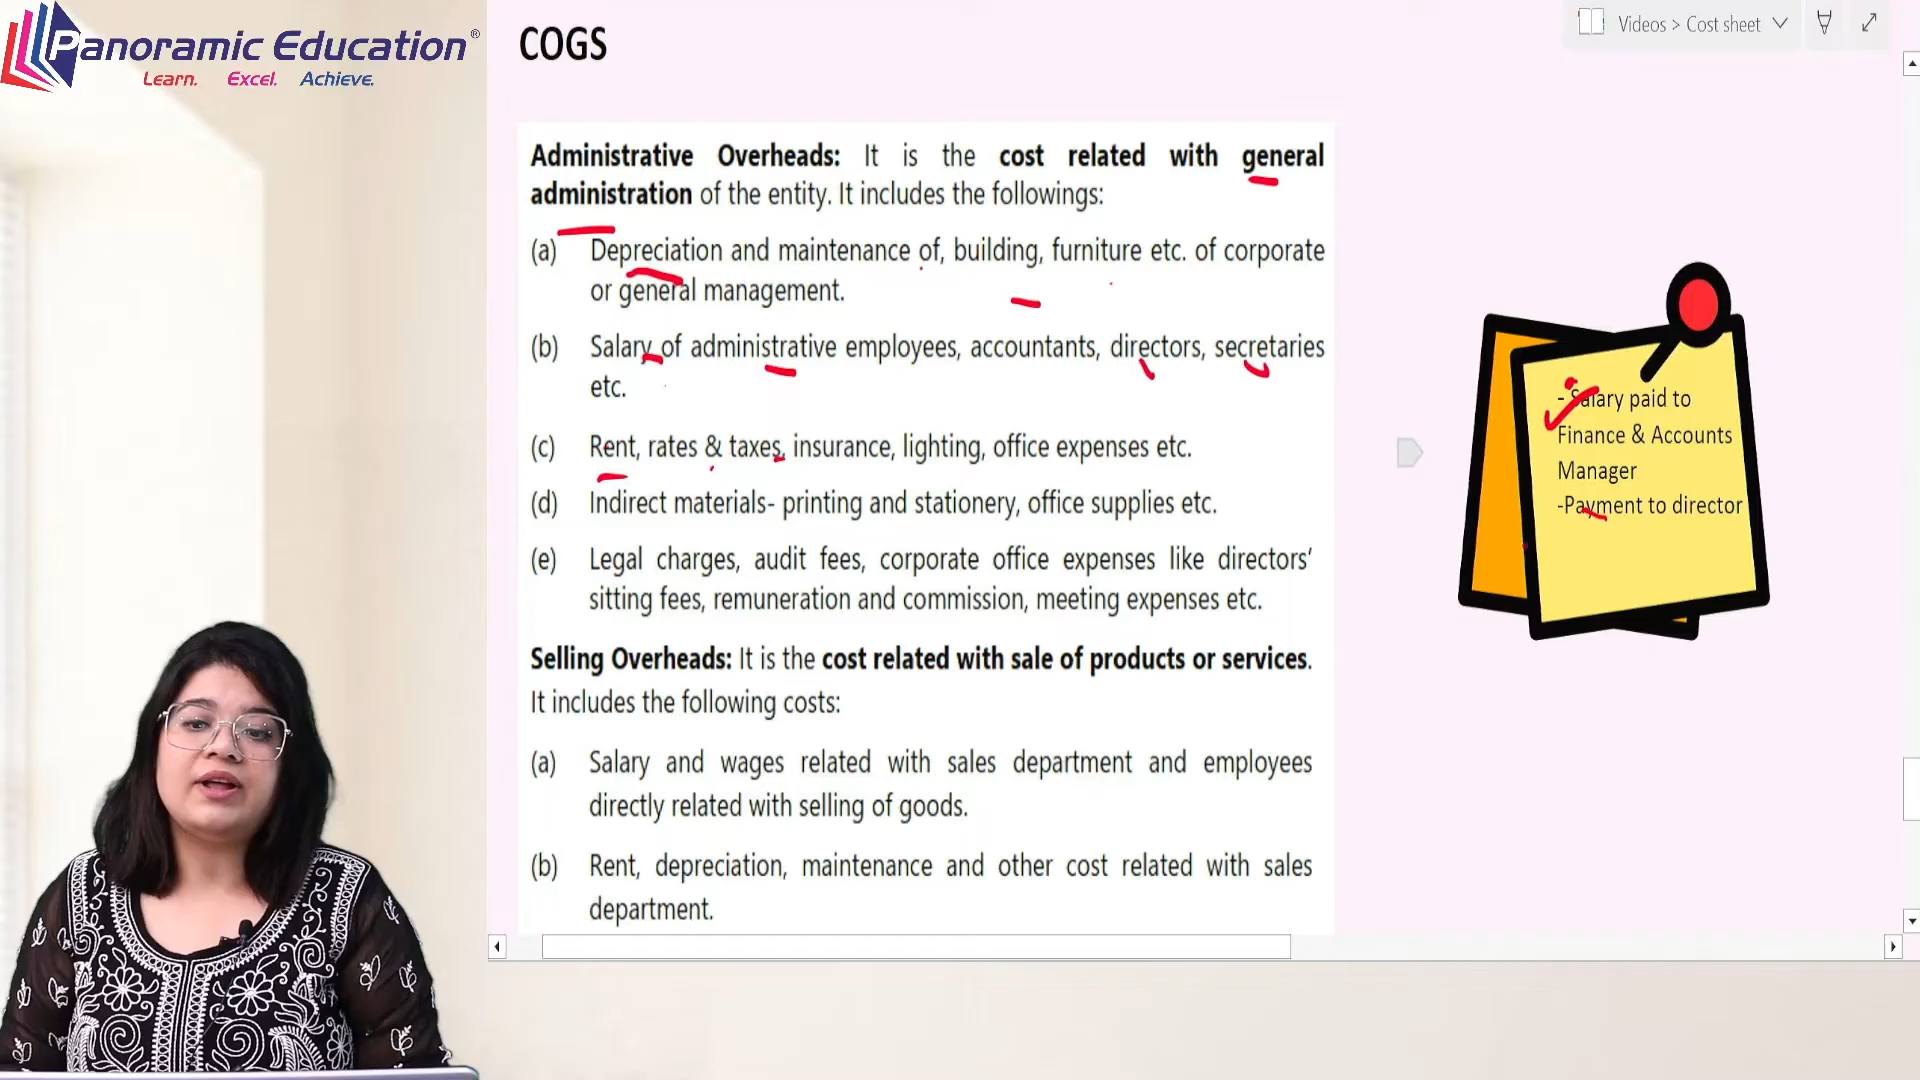 Panoramic Education®
Learn. Excel. Achieve.
COGS
Videos > Cost sheet
Administrative Overheads: It is the cost related with general
administration of the entity. It includes the followings:
(a) Depreciation and maintenance of, building, furniture etc. of corporate
or general management.
(b) Salary of administrative employees, accountants, directors, secretaries
etc.
(c) Rent, rates & taxes, insurance, lighting, office expenses etc.
(d) Indirect materials- printing and stationery, office supplies etc.
(e) Legal charges, audit fees, corporate office expenses like directors’
sitting fees, remuneration and commission, meeting expenses etc.
Selling Overheads: It is the cost related with sale of products or services.
It includes the following costs:
(a) Salary and wages related with sales department and employees
directly related with selling of goods.
(b) Rent, depreciation, maintenance and other cost related with sales
department.
- Salary paid to
Finance & Accounts
Manager
-Payment to director